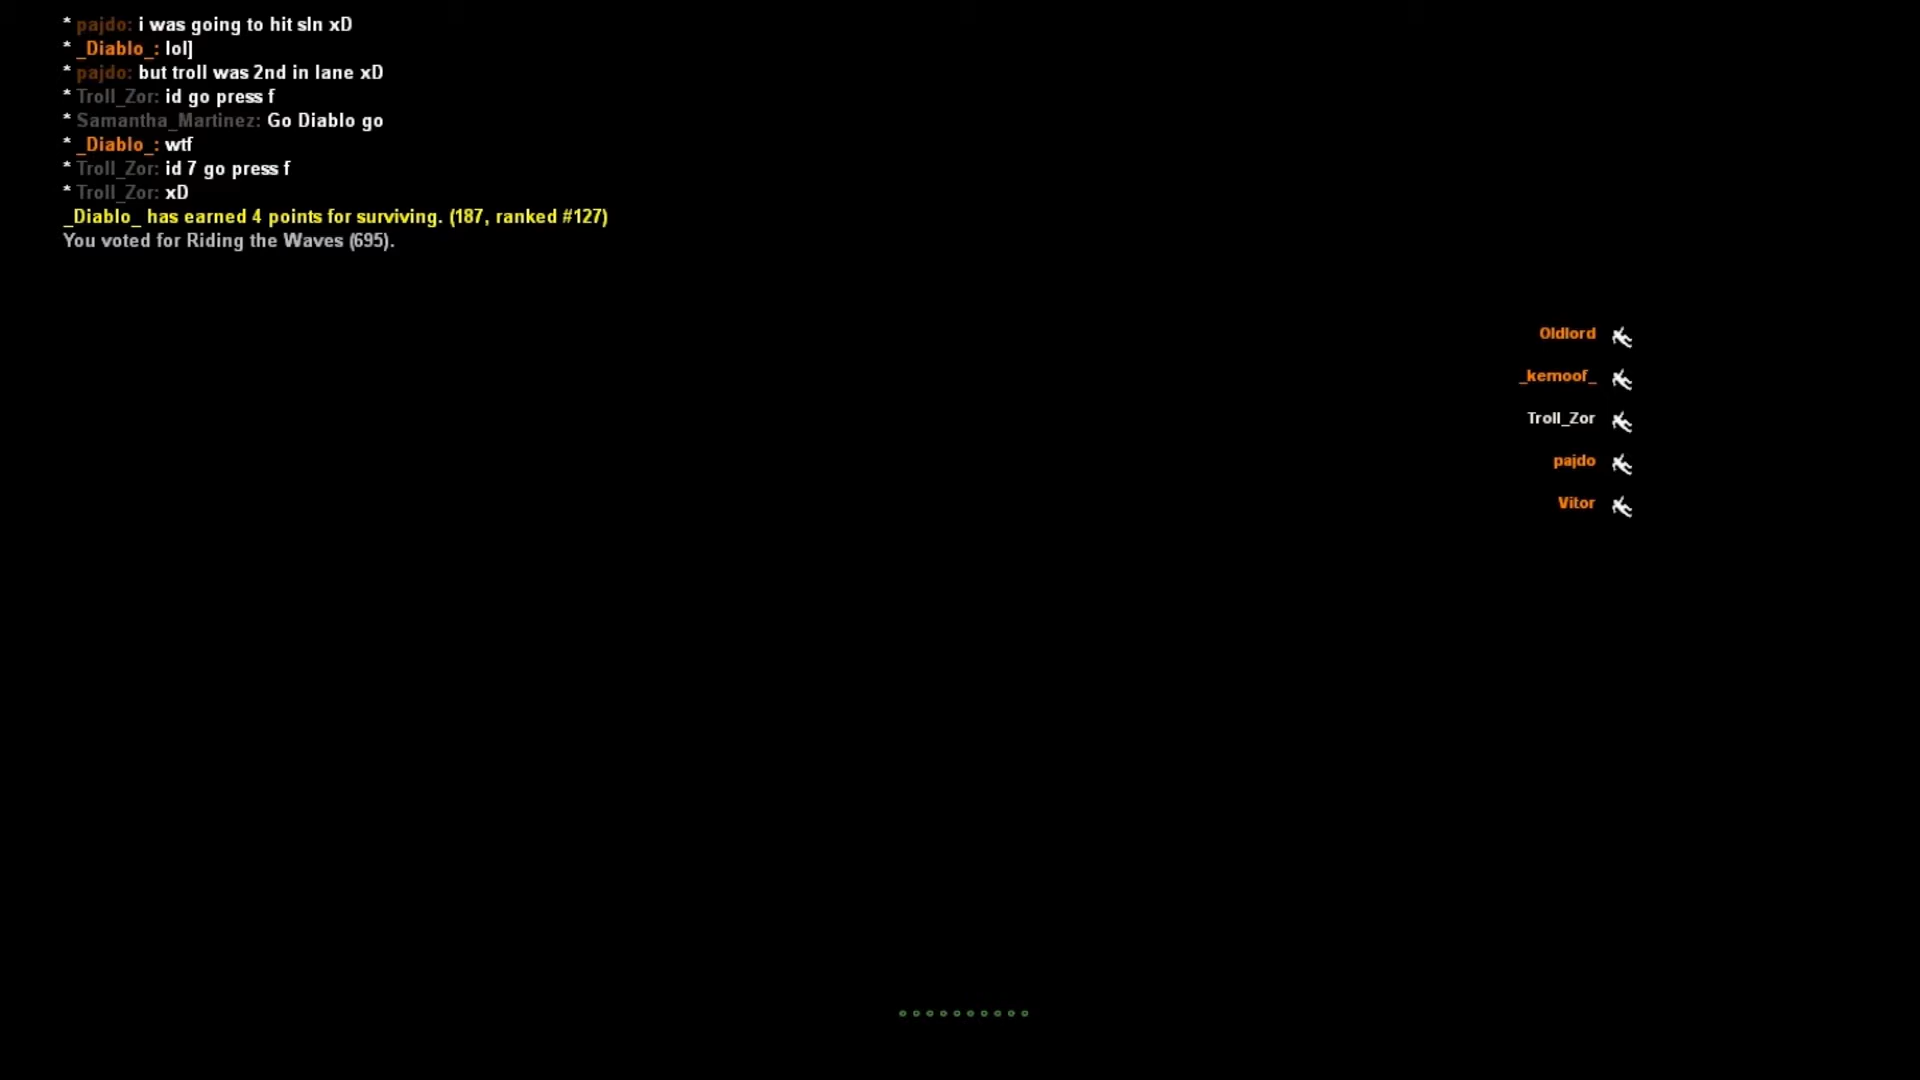 * pajdo: i was going to hit sln xD
* _Diablo_: lol]
* pajdo: but troll was 2nd in lane xD
* Troll_Zor: id go press f
* Samantha_Martinez: Go Diablo go
* _Diablo_: wtf
* Troll_Zor: id 7 go press f
* Troll_Zor: xD
_Diablo_ has earned 4 points for surviving. (187, ranked #127)
You voted for Riding the Waves (695).
Oldlord
_kemoof_
Troll_Zor
pajdo
Vitor